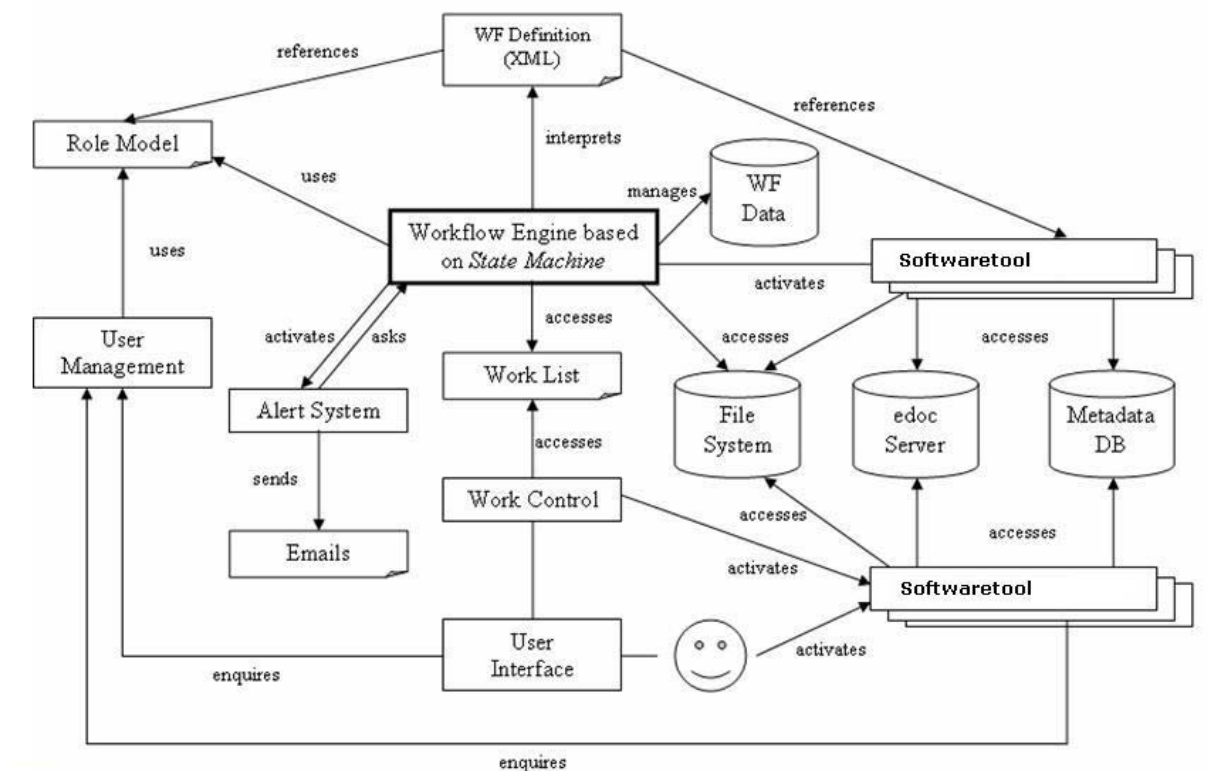 WF Definition
(XML)
references
references
Role Model
interprets
uses
manages
WF
Data
Workflow Engine based
on State Machine
uses
Softwaretool
activates
User
Management
activates
asks
accesses
accesses
accesses
Work List
Alert System
File
System
edoc
Server
Metadata
DB
accesses
sends
Work Control
accesses
accesses
Emails
activates
Softwaretool
User
Interface
activates
enquires
enquires